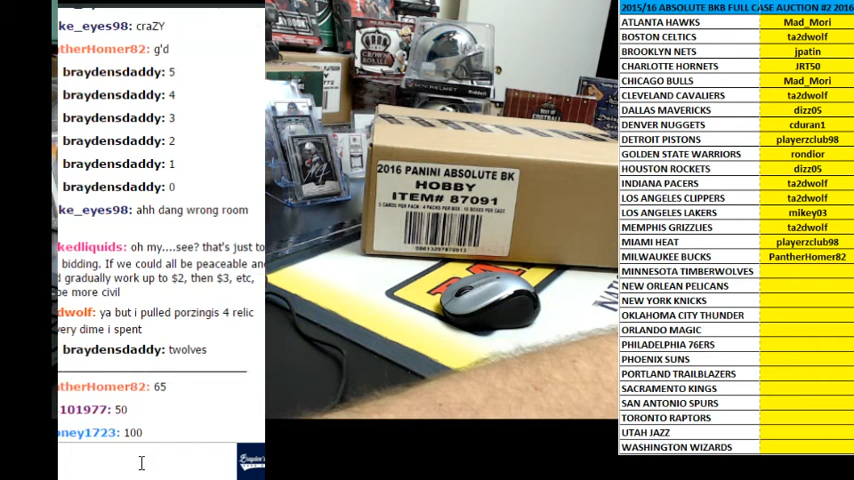 ke_eyes98: craZY
atherHomer82: g'd
braydensdaddy: 5
braydensdaddy: 4
braydensdaddy: 3
braydensdaddy: 2
braydensdaddy: 1
braydensdaddy: 0
ke_eyes98: ahh dang wrong room
kedliquids: oh my....see? that's just to
bidding. If we could all be peaceable and
d gradually work up to $2, then $3, etc,
be more civil
dwolf: ya but i pulled porzingis 4 relic
very dime i spent
braydensdaddy: twolves
atherHomer82: 65
101977: 50
oney1723: 100
CROWN
ROYALE
2016 PANINI ABSOLUTE BK
HOBBY
ITEM# 87091
2015/16 ABSOLUTE BKB FULL CASE AUCTION #2 2016
ATLANTA HAWKS Mad_Mori
BOSTON CELTICS ta2dwolf
BROOKLYN NETS jpatin
CHARLOTTE HORNETS JRT50
CHICAGO BULLS Mad_Mori
CLEVELAND CAVALIERS ta2dwolf
DALLAS MAVERICKS dizz05
DENVER NUGGETS cduran1
DETROIT PISTONS playerzclub98
GOLDEN STATE WARRIORS rondior
HOUSTON ROCKETS dizz05
INDIANA PACERS ta2dwolf
LOS ANGELES CLIPPERS ta2dwolf
LOS ANGELES LAKERS mikey03
MEMPHIS GRIZZLIES ta2dwolf
MIAMI HEAT playerzclub98
MILWAUKEE BUCKS PantherHomer82
MINNESOTA TIMBERWOLVES
NEW ORLEAN PELICANS
NEW YORK KNICKS
OKLAHOMA CITY THUNDER
ORLANDO MAGIC
PHILADELPHIA 76ERS
PHOENIX SUNS
PORTLAND TRAILBLAZERS
SACRAMENTO KINGS
SAN ANTONIO SPURS
TORONTO RAPTORS
UTAH JAZZ
WASHINGTON WIZARDS